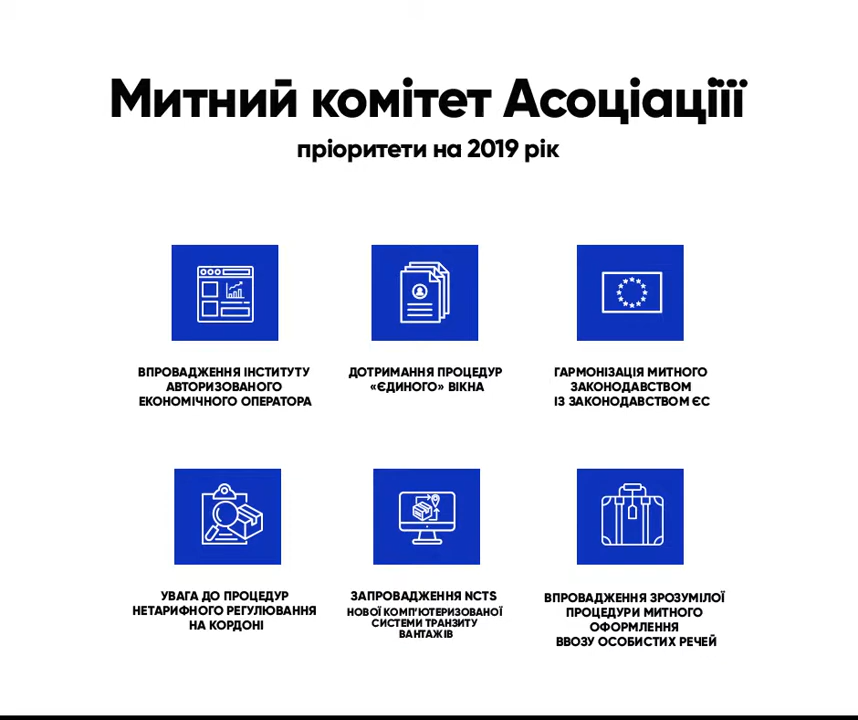 Митний комітет Асоціаціїї
пріоритети на 2019 рік
ВПРОВАДЖЕННЯ ІНСТИТУТУ
АВТОРИЗОВАНОГО
ЕКОНОМІЧНОГО ОПЕРАТОРА
ДОТРИМАННЯ ПРОЦЕДУР
«ЄДИНОГО» ВІКНА
ГАРМОНІЗАЦІЯ МИТНОГО
ЗАКОНОДАВСТВОМ
ІЗ ЗАКОНОДАВСТВОМ ЄС
УВАГА ДО ПРОЦЕДУР
НЕТАРИФНОГО РЕГУЛЮВАННЯ
НА КОРДОНІ
ЗАПРОВАДЖЕННЯ NCTS
НОВОЇ КОМП'ЮТЕРИЗОВАНОЇ
СИСТЕМИ ТРАНЗИТУ
ВАНТАЖІВ
ВПРОВАДЖЕННЯ ЗРОЗУМІЛОЇ
ПРОЦЕДУРИ МИТНОГО
ОФОРМЛЕННЯ
ВВОЗУ ОСОБИСТИХ РЕЧЕЙ